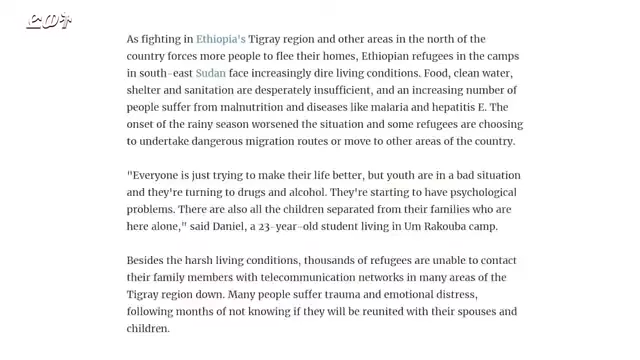 ድወት
As fighting in Ethiopia's Tigray region and other areas in the north of the
country forces more people to flee their homes, Ethiopian refugees in the camps
in south-east Sudan face increasingly dire living conditions. Food, clean water,
shelter and sanitation are desperately insufficient, and an increasing number of
people suffer from malnutrition and diseases like malaria and hepatitis E. The
onset of the rainy season worsened the situation and some refugees are choosing
to undertake dangerous migration routes or move to other areas of the country.
"Everyone is just trying to make their life better, but youth are in a bad situation
and they're turning to drugs and alcohol. They're starting to have psychological
problems. There are also all the children separated from their families who are
here alone," said Daniel, a 23-year-old student living in Um Rakouba camp.
Besides the harsh living conditions, thousands of refugees are unable to contact
their family members with telecommunication networks in many areas of the
Tigray region down. Many people suffer trauma and emotional distress,
following months of not knowing if they will be reunited with their spouses and
children.